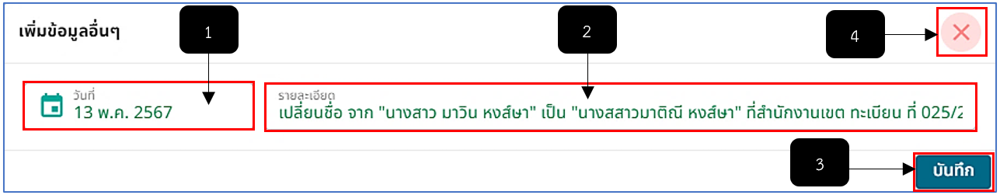 เพิ่มข้อมูลอื่นๆ
1
2
4
วันที่
13 พ.ค. 2567
รายละเอียด
เปลี่ยนชื่อ จาก "นางสาว มาวิน หงส์ษา" เป็น "นางสสาวมาติณี หงส์ษา" ที่สำนักงานเขต ทะเบียน ที่ 025/2
3
บันทึก